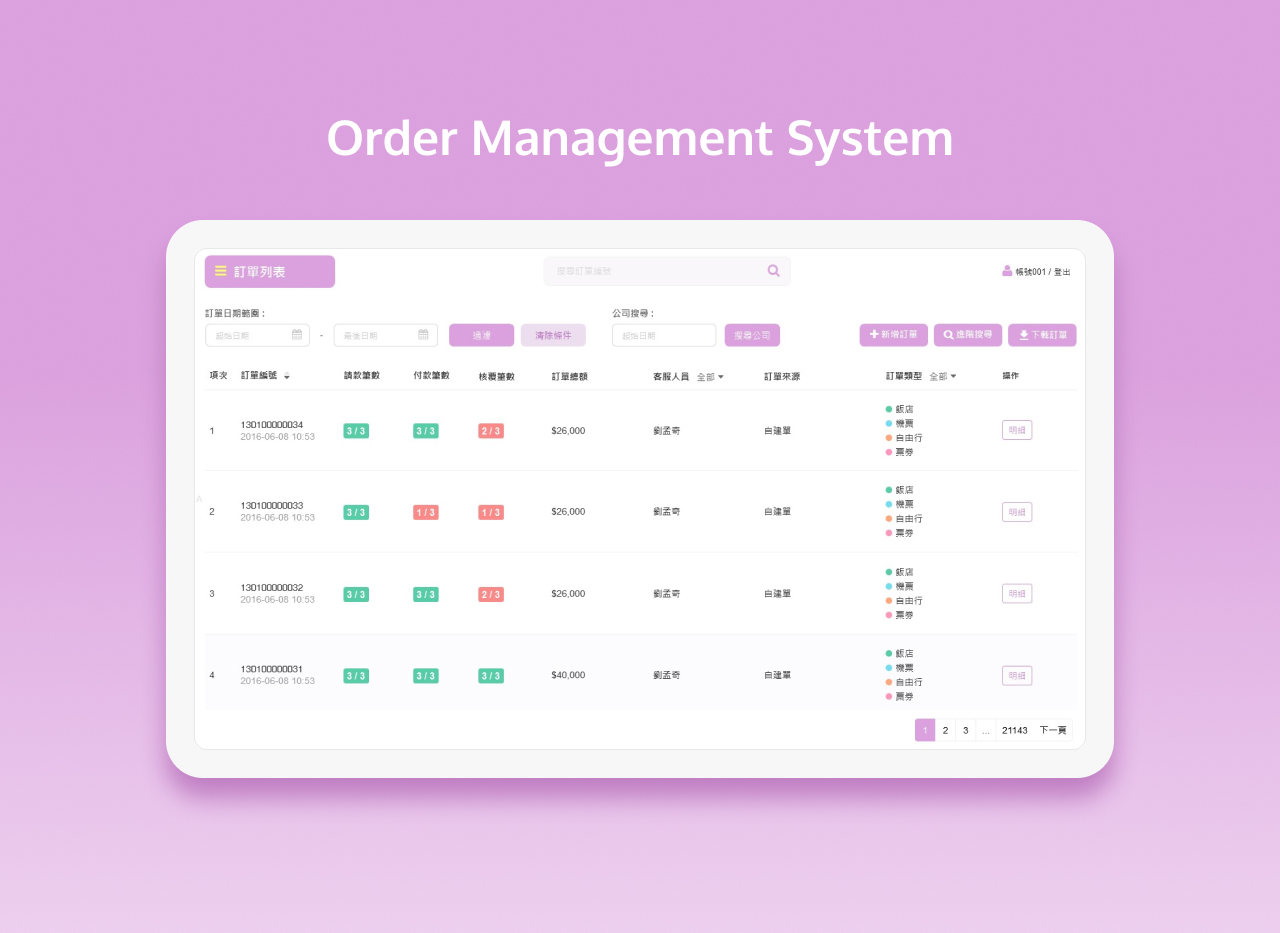 Order Management System
訂單列表
搜尋訂單編號
帳號001 / 登出
訂單日期範圍 :
公司搜尋 :
起始日期
-
最後日期
過濾
清除條件
起始日期
搜尋公司
新增訂單
進階搜尋
下載訂單
項次 訂單編號 請款筆數 付款筆數 核覆筆數 訂單總額 客服人員 全部 訂單來源 訂單類型 全部 操作
1 130100000034 2016-06-08 10:53 3 / 3 3 / 3 2 / 3 $26,000 劉孟奇 自建單
飯店
機票
自由行
票券
明細
2 130100000033 2016-06-08 10:53 3 / 3 1 / 3 1 / 3 $26,000 劉孟奇 自建單
飯店
機票
自由行
票券
明細
3 130100000032 2016-06-08 10:53 3 / 3 3 / 3 2 / 3 $26,000 劉孟奇 自建單
飯店
機票
自由行
票券
明細
4 130100000031 2016-06-08 10:53 3 / 3 3 / 3 3 / 3 $40,000 劉孟奇 自建單
飯店
機票
自由行
票券
明細
1 2 3 ... 21143 下一頁